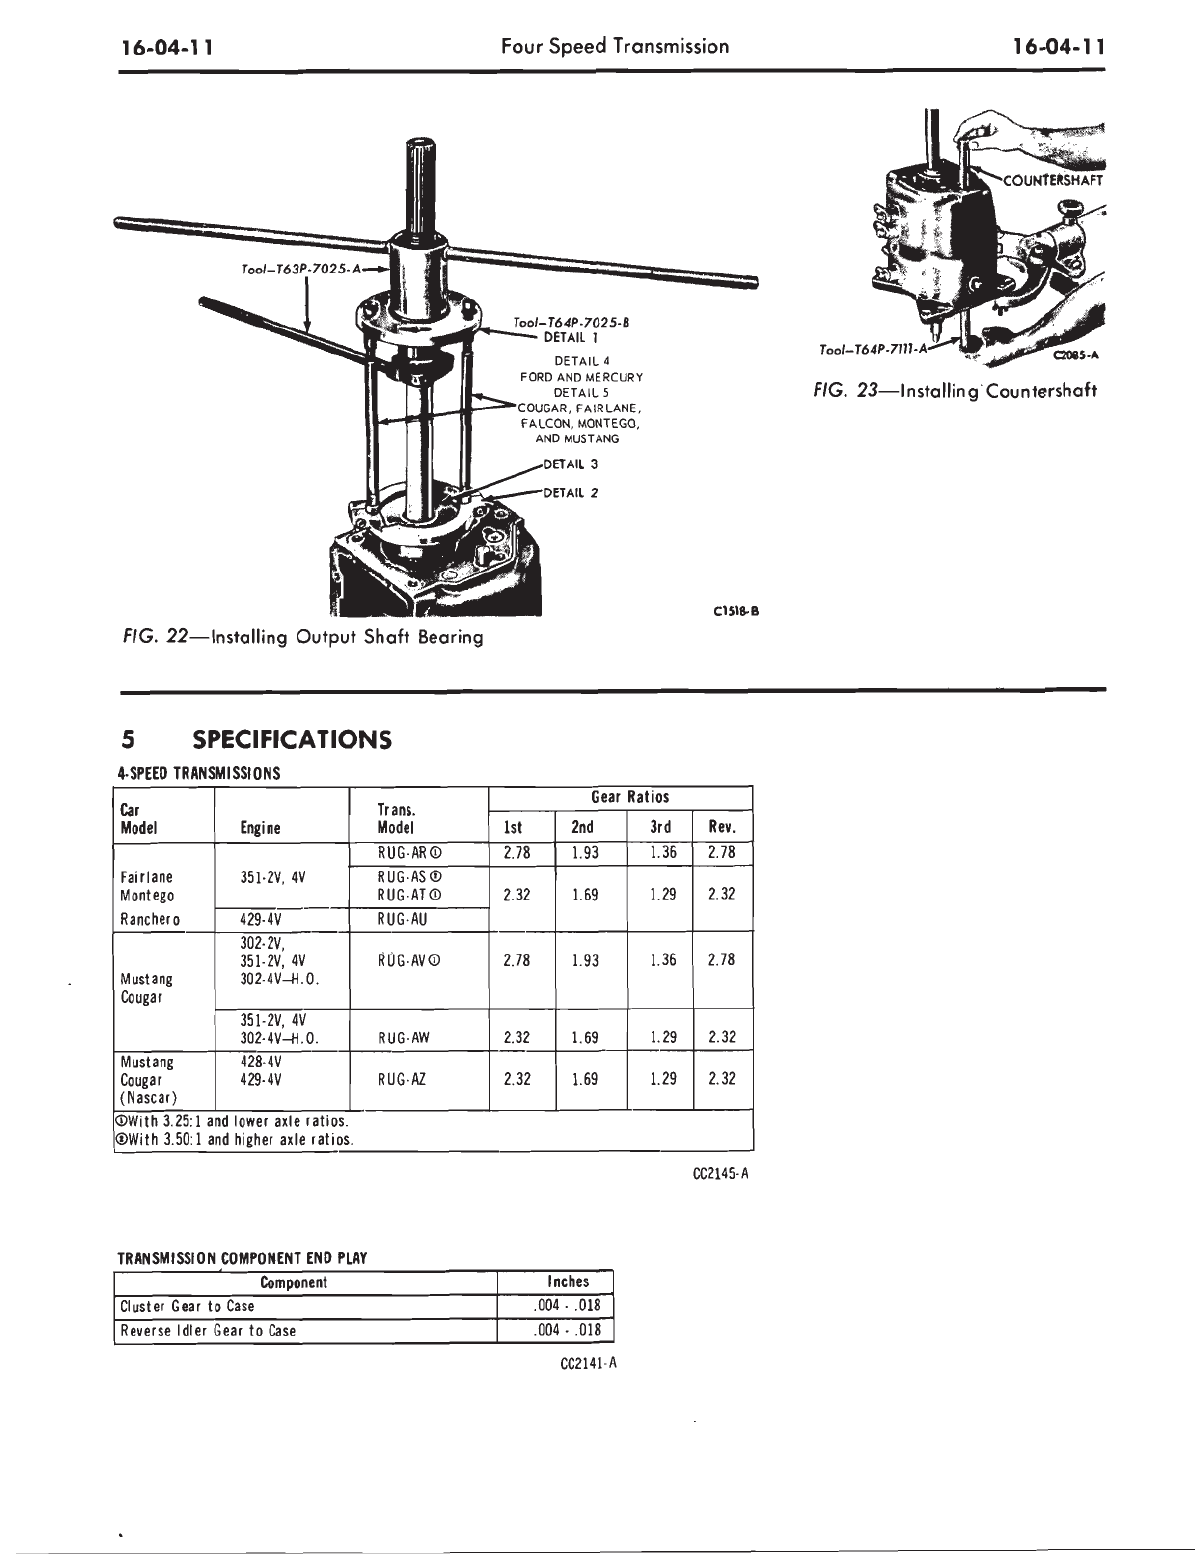 16-04-11 Four Speed Transmission 16-04-11
Tool-T63P-7025-A
Tool-T64P-7025-B
DETAIL 1
DETAIL 4
FORD AND MERCURY
DETAIL 5
COUGAR, FAIRLANE,
FALCON, MONTEGO,
AND MUSTANG
DETAIL 3
DETAIL 2
C1518-B
FIG. 22—Installing Output Shaft Bearing
COUNTERSHAFT
Tool-T64P-7111-A
C2085-A
FIG. 23—Installing Countershaft
5 SPECIFICATIONS
4-SPEED TRANSMISSIONS
Car Model Engine Trans. Model Gear Ratios
1st 2nd 3rd Rev.
RUG-AR① 2.78 1.93 1.36 2.78
Fairlane 351-2V, 4V RUG-AS②
Montego RUG-AT① 2.32 1.69 1.29 2.32
Ranchero 429-4V RUG-AU
302-2V,
351-2V, 4V RUG-AV① 2.78 1.93 1.36 2.78
Mustang 302-4V—H.O.
Cougar
351-2V, 4V
302-4V—H.O. RUG-AW 2.32 1.69 1.29 2.32
Mustang 428-4V
Cougar 429-4V RUG-AZ 2.32 1.69 1.29 2.32
(Nascar)
①With 3.25:1 and lower axle ratios.
②With 3.50:1 and higher axle ratios.
CC2145-A
TRANSMISSION COMPONENT END PLAY
Component Inches
Cluster Gear to Case .004 - .018
Reverse Idler Gear to Case .004 - .018
CC2141-A